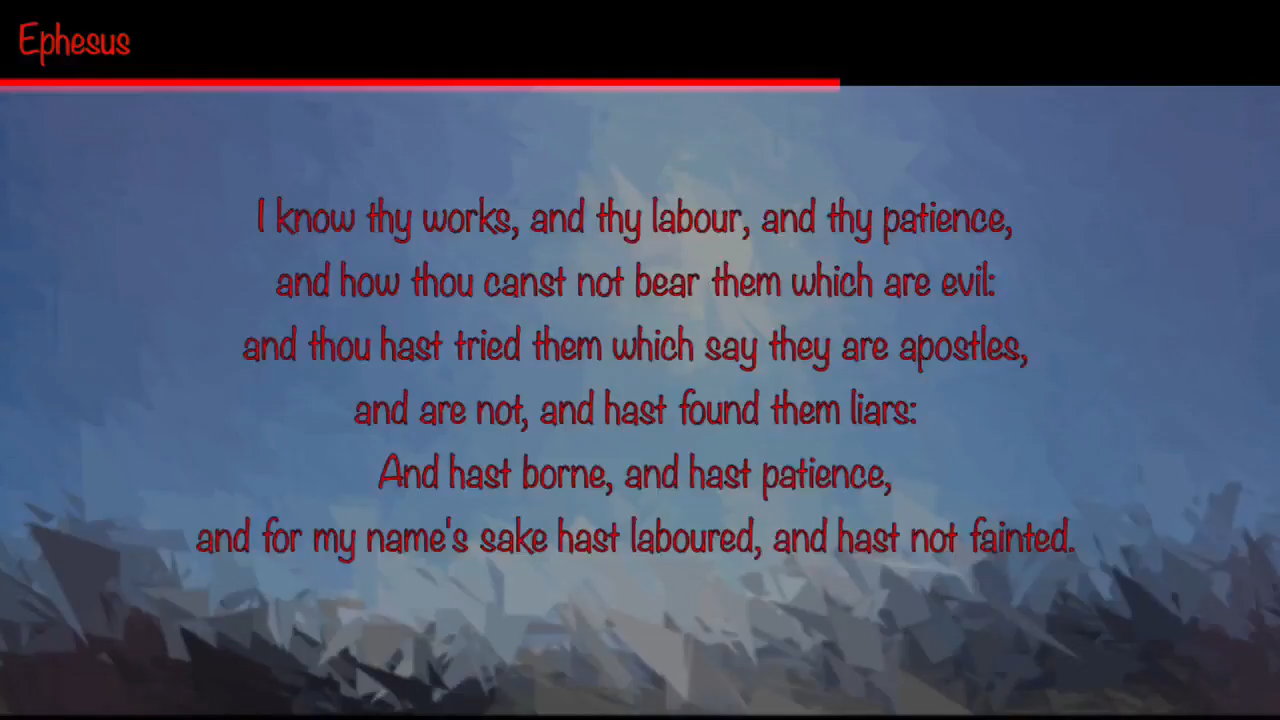 Ephesus
I know thy works, and thy labour, and thy patience,
and how thou canst not bear them which are evil:
and thou hast tried them which say they are apostles,
and are not, and hast found them liars:
And hast borne, and hast patience,
and for my name's sake hast laboured, and hast not fainted.